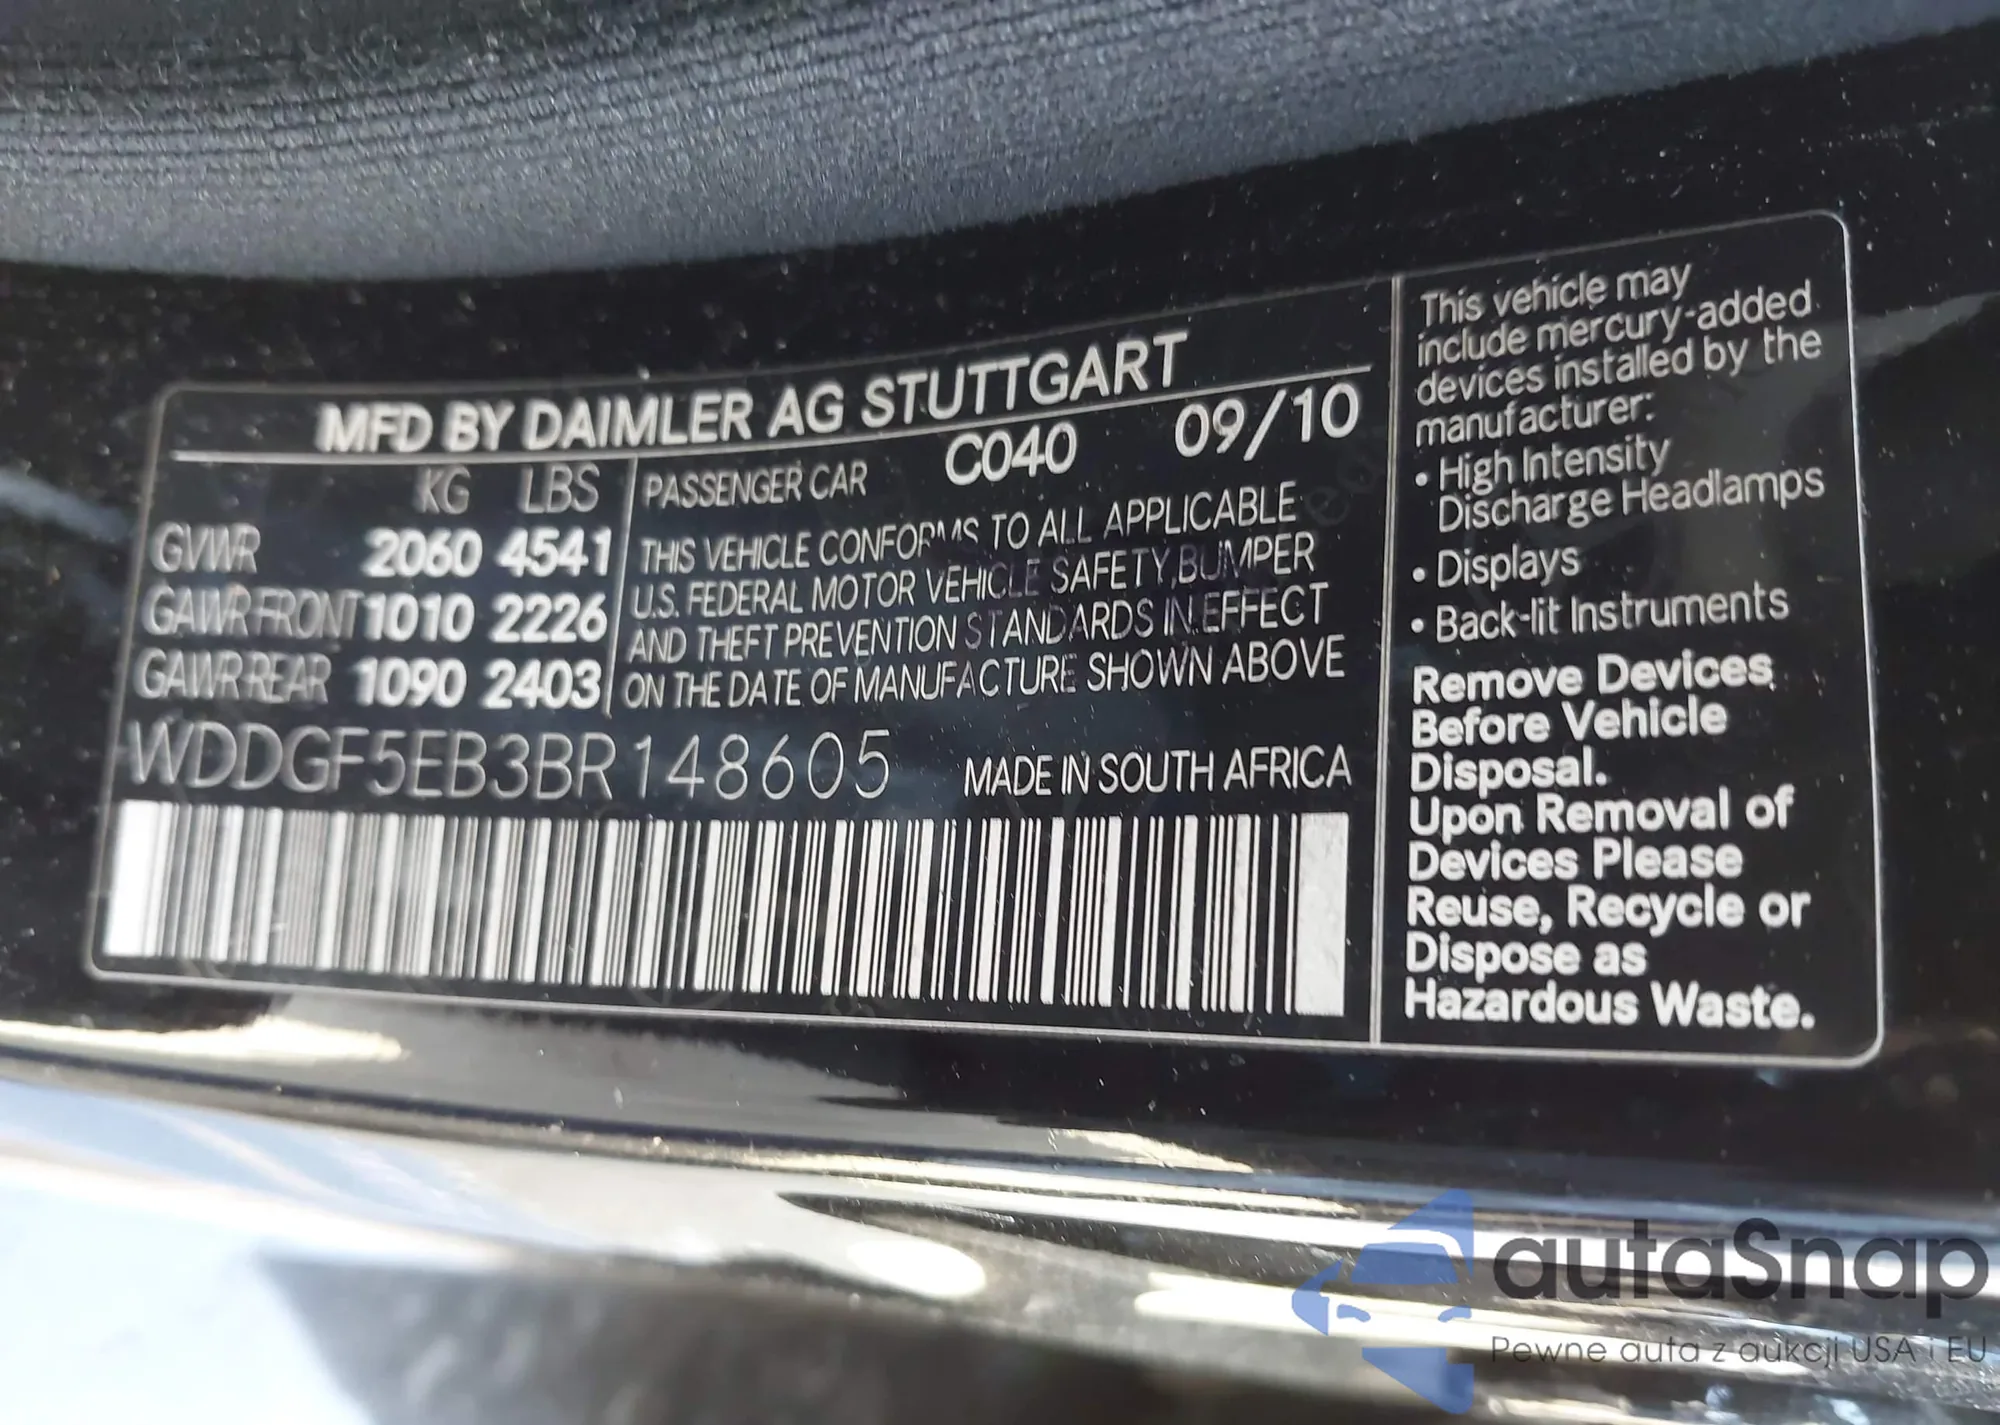 MFD BY DAIMLER AG STUTTGART
KG LBS
GVWR 2060 4541
GAWR FRONT 1010 2226
GAWR REAR 1090 2403
PASSENGER CAR C040 09/10
THIS VEHICLE CONFORMS TO ALL APPLICABLE
U.S. FEDERAL MOTOR VEHICLE SAFETY,BUMPER
AND THEFT PREVENTION STANDARDS IN EFFECT
ON THE DATE OF MANUFACTURE SHOWN ABOVE
WDDGF5EB3BR148605 MADE IN SOUTH AFRICA
This vehicle may
include mercury-added
devices installed by the
manufacturer:
• High Intensity
Discharge Headlamps
• Displays
• Back-lit Instruments
Remove Devices
Before Vehicle
Disposal.
Upon Removal of
Devices Please
Reuse, Recycle or
Dispose as
Hazardous Waste.
autaSnap
Pewne auta z aukcji USA i EU